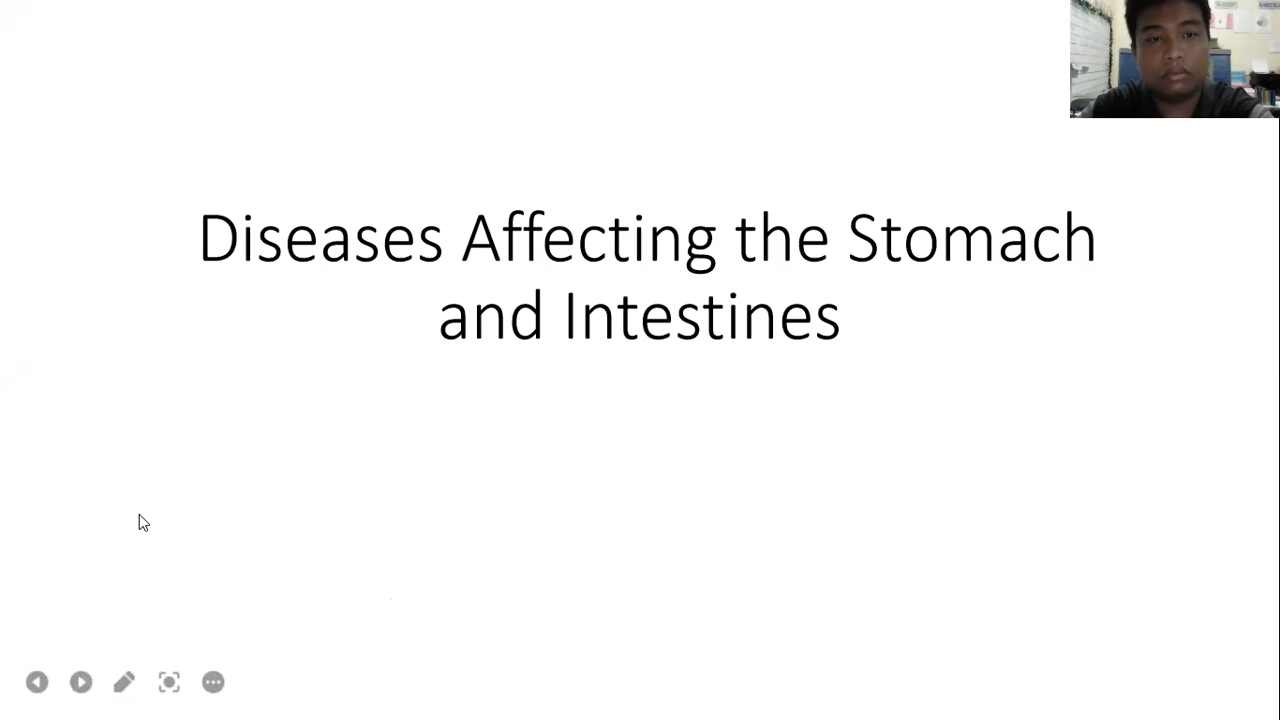 Diseases Affecting the Stomach
and Intestines